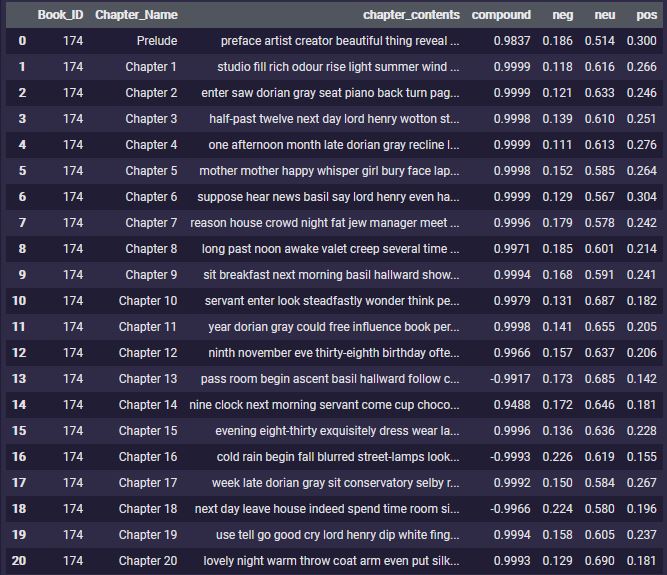 Book_ID Chapter_Name chapter_contents compound neg neu pos
0 174 Prelude preface artist creator beautiful thing reveal ... 0.9837 0.186 0.514 0.300
1 174 Chapter 1 studio fill rich odour rise light summer wind ... 0.9999 0.118 0.616 0.266
2 174 Chapter 2 enter saw dorian gray seat piano back turn pag... 0.9999 0.121 0.633 0.246
3 174 Chapter 3 half-past twelve next day lord henry wotton st... 0.9998 0.139 0.610 0.251
4 174 Chapter 4 one afternoon month late dorian gray recline l... 0.9999 0.111 0.613 0.276
5 174 Chapter 5 mother mother happy whisper girl bury face lap... 0.9998 0.152 0.585 0.264
6 174 Chapter 6 suppose hear news basil say lord henry even ha... 0.9999 0.129 0.567 0.304
7 174 Chapter 7 reason house crowd night fat jew manager meet ... 0.9996 0.179 0.578 0.242
8 174 Chapter 8 long past noon awake valet creep several time ... 0.9971 0.185 0.601 0.214
9 174 Chapter 9 sit breakfast next morning basil hallward show... 0.9994 0.168 0.591 0.241
10 174 Chapter 10 servant enter look steadfastly wonder think pe... 0.9979 0.131 0.687 0.182
11 174 Chapter 11 year dorian gray could free influence book per... 0.9998 0.141 0.655 0.205
12 174 Chapter 12 ninth november eve thirty-eighth birthday ofte... 0.9966 0.157 0.637 0.206
13 174 Chapter 13 pass room begin ascent basil hallward follow c... -0.9917 0.173 0.685 0.142
14 174 Chapter 14 nine clock next morning servant come cup choco... 0.9488 0.172 0.646 0.181
15 174 Chapter 15 evening eight-thirty exquisitely dress wear la... 0.9996 0.136 0.636 0.228
16 174 Chapter 16 cold rain begin fall blurred street-lamps look... -0.9993 0.226 0.619 0.155
17 174 Chapter 17 week late dorian gray sit conservatory selby r... 0.9992 0.150 0.584 0.267
18 174 Chapter 18 next day leave house indeed spend time room si... -0.9966 0.224 0.580 0.196
19 174 Chapter 19 use tell go good cry lord henry dip white fing... 0.9994 0.158 0.605 0.237
20 174 Chapter 20 lovely night warm throw coat arm even put silk... 0.9993 0.129 0.690 0.181